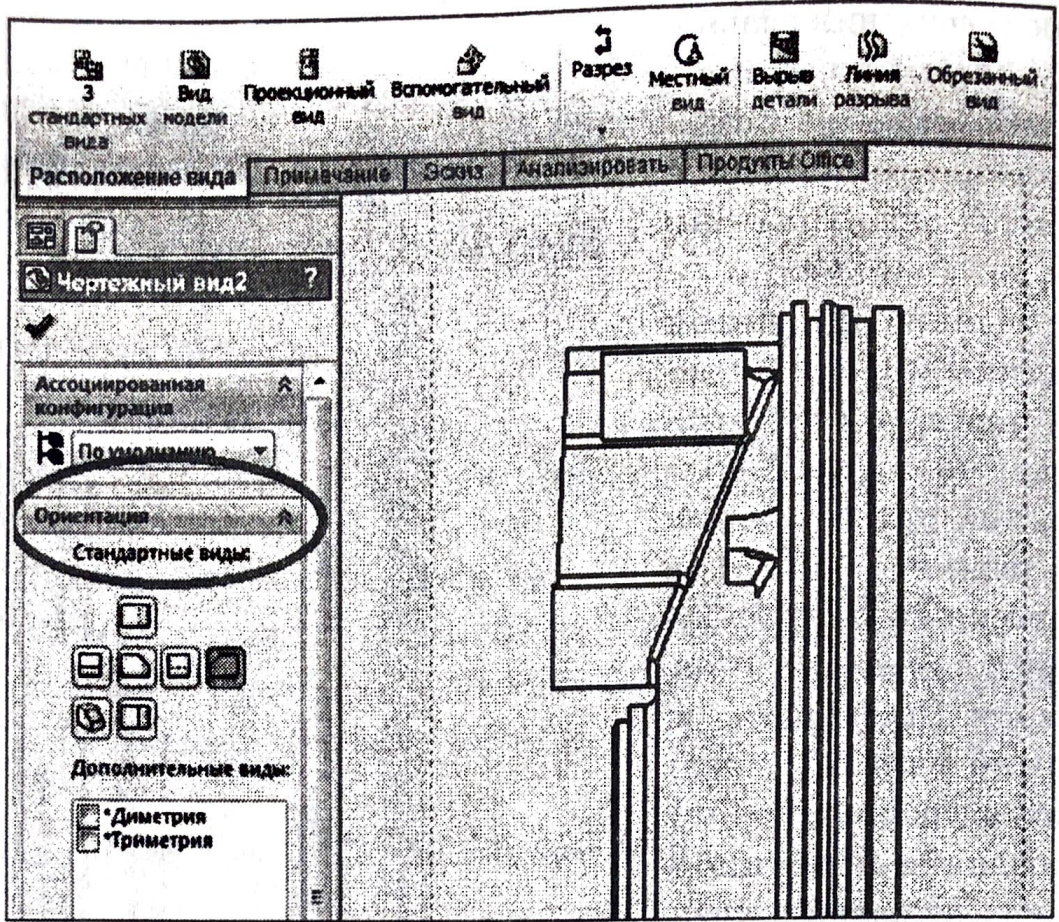 3
стандартных
вида
Вид
модели
Проекционный
вид
Вспомогательный
вид
Разрез
Местный
вид
Вырыв
детали
Линия
разрыва
Обрезанный
вид
Расположение вида
Примечание
Эскиз
Анализировать
Продукты Office
Чертежный вид2
?
Ассоциированная
конфигурация
По умолчанию
Ориентация
Стандартные виды:
Дополнительные виды:
*Диметрия
*Триметрия